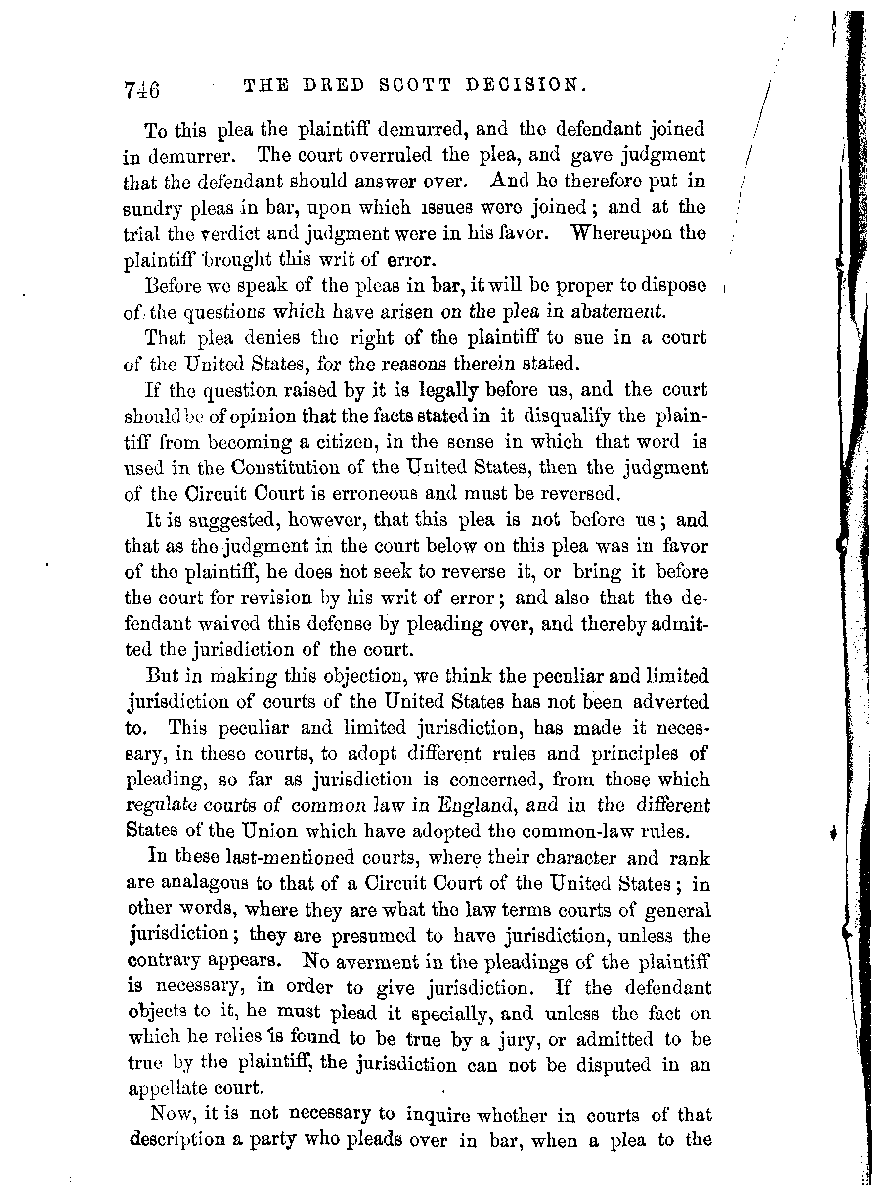 746 THE DRED SCOTT DECISION.
To this plea the plaintiff demurred, and the defendant joined
in demurrer. The court overruled the plea, and gave judgment
that the defendant should answer over. And he therefore put in
sundry pleas in bar, upon which issues were joined; and at the
trial the verdict and judgment were in his favor. Whereupon the
plaintiff brought this writ of error.
Before we speak of the pleas in bar, it will be proper to dispose
of the questions which have arisen on the plea in abatement.
That plea denies the right of the plaintiff to sue in a court
of the United States, for the reasons therein stated.
If the question raised by it is legally before us, and the court
should be of opinion that the facts stated in it disqualify the plain-
tiff from becoming a citizen, in the sense in which that word is
used in the Constitution of the United States, then the judgment
of the Circuit Court is erroneous and must be reversed.
It is suggested, however, that this plea is not before us; and
that as the judgment in the court below on this plea was in favor
of the plaintiff, he does not seek to reverse it, or bring it before
the court for revision by his writ of error; and also that the de-
fendant waived this defense by pleading over, and thereby admit-
ted the jurisdiction of the court.
But in making this objection, we think the peculiar and limited
jurisdiction of courts of the United States has not been adverted
to. This peculiar and limited jurisdiction, has made it neces-
sary, in these courts, to adopt different rules and principles of
pleading, so far as jurisdiction is concerned, from those which
regulate courts of common law in England, and in the different
States of the Union which have adopted the common-law rules.
In these last-mentioned courts, where their character and rank
are analagous to that of a Circuit Court of the United States; in
other words, where they are what the law terms courts of general
jurisdiction; they are presumed to have jurisdiction, unless the
contrary appears. No averment in the pleadings of the plaintiff
is necessary, in order to give jurisdiction. If the defendant
objects to it, he must plead it specially, and unless the fact on
which he relies is found to be true by a jury, or admitted to be
true by the plaintiff, the jurisdiction can not be disputed in an
appellate court.
Now, it is not necessary to inquire whether in courts of that
description a party who pleads over in bar, when a plea to the